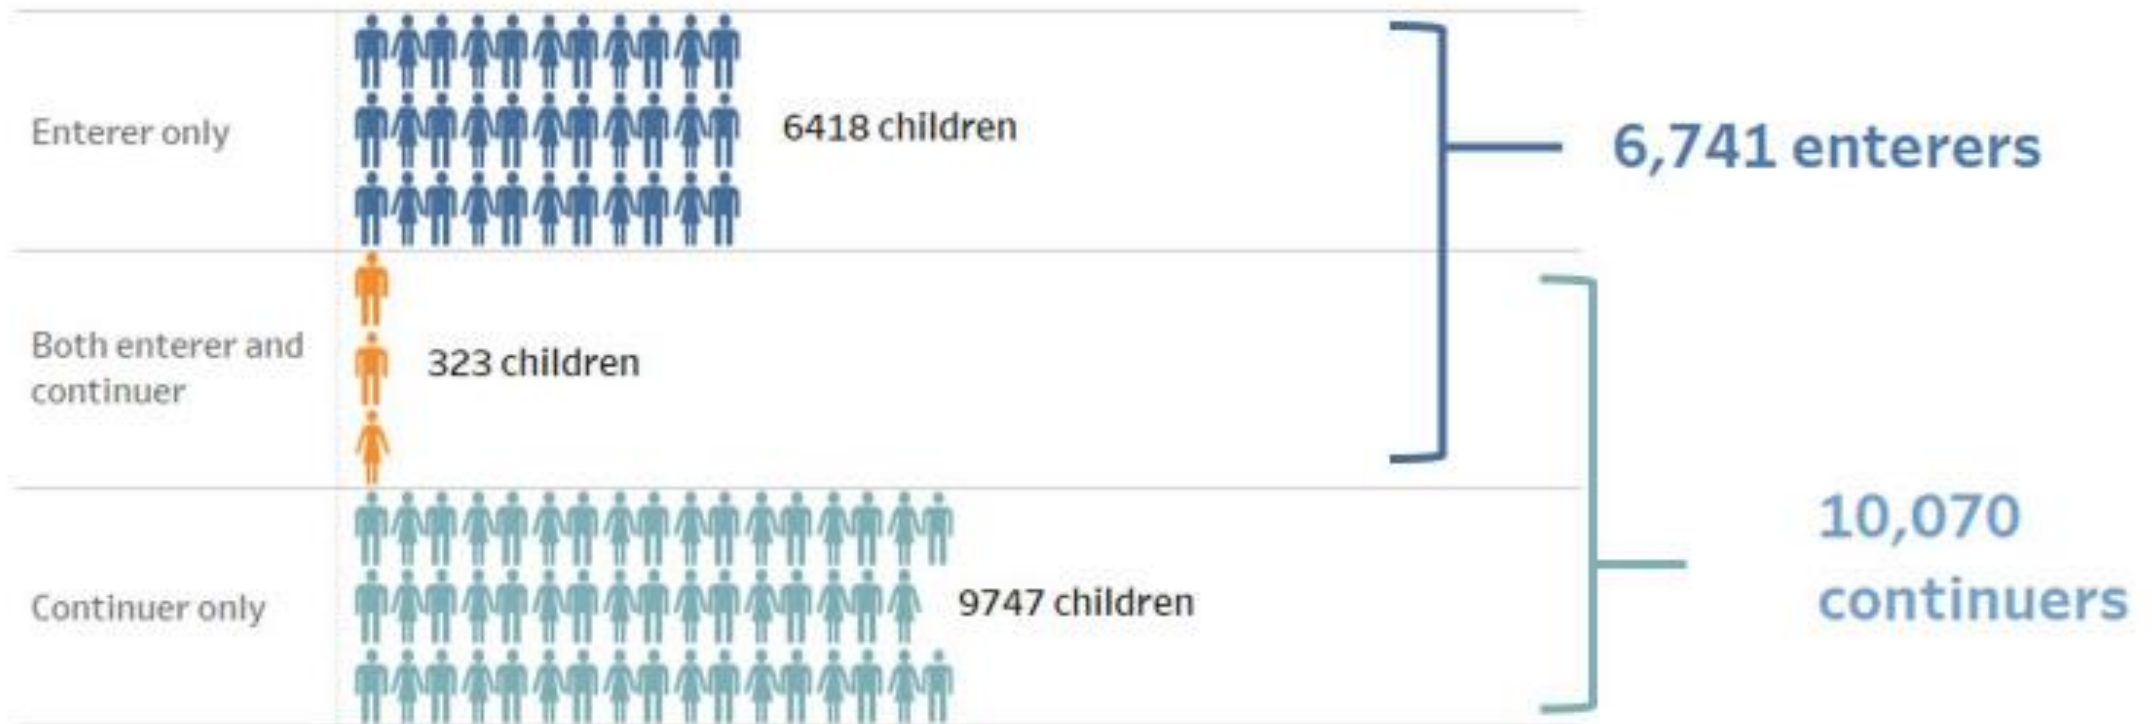 Enterer only
6418 children
6,741 enterers
Both enterer and
continuer
323 children
Continuer only
9747 children
10,070
continuers